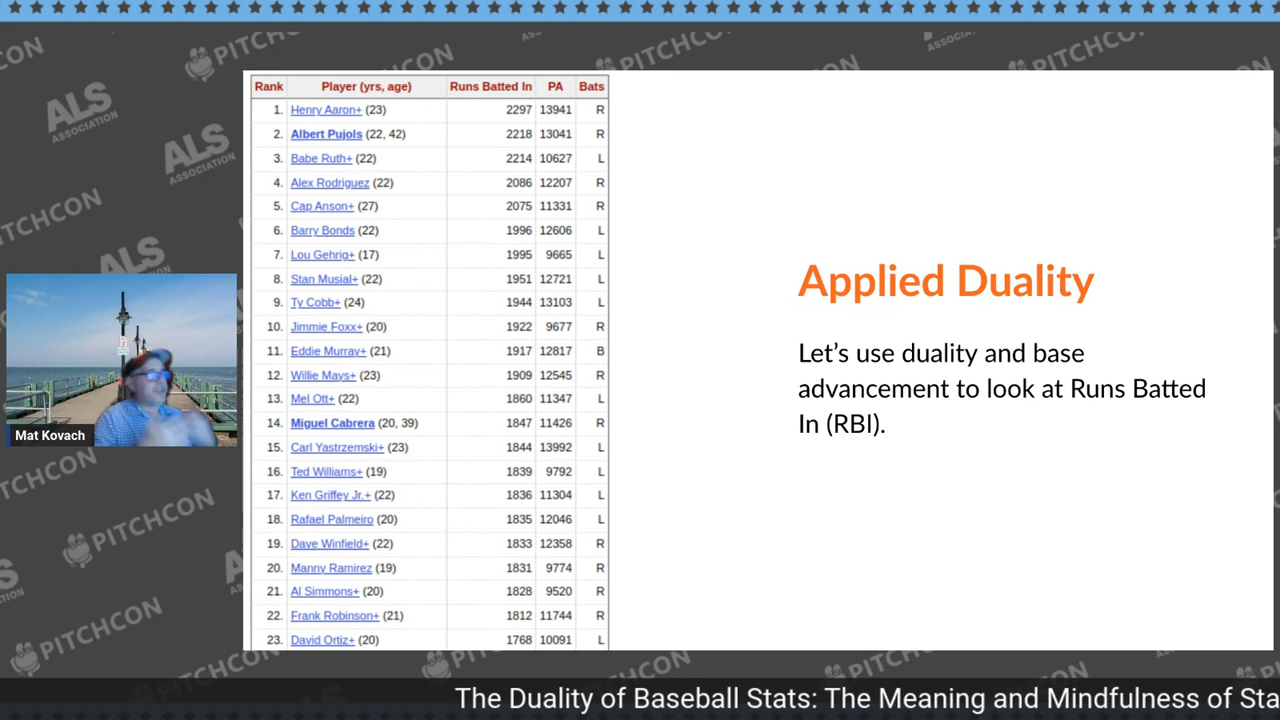 PITCHCON
ALS
ASSOCIATION
Rank Player (yrs, age) Runs Batted In PA Bats
1. Henry Aaron+ (23) 2297 13941 R
2. Albert Pujols (22, 42) 2218 13041 R
3. Babe Ruth+ (22) 2214 10627 L
4. Alex Rodriguez (22) 2086 12207 R
5. Cap Anson+ (27) 2075 11331 R
6. Barry Bonds (22) 1996 12606 L
7. Lou Gehrig+ (17) 1995 9665 L
8. Stan Musial+ (22) 1951 12721 L
9. Ty Cobb+ (24) 1944 13103 L
10. Jimmie Foxx+ (20) 1922 9677 R
11. Eddie Murray+ (21) 1917 12817 B
12. Willie Mays+ (23) 1909 12545 R
13. Mel Ott+ (22) 1860 11347 L
14. Miguel Cabrera (20, 39) 1847 11426 R
15. Carl Yastrzemski+ (23) 1844 13992 L
16. Ted Williams+ (19) 1839 9792 L
17. Ken Griffey Jr.+ (22) 1836 11304 L
18. Rafael Palmeiro (20) 1835 12046 L
19. Dave Winfield+ (22) 1833 12358 R
20. Manny Ramirez (19) 1831 9774 R
21. Al Simmons+ (20) 1828 9520 R
22. Frank Robinson+ (21) 1812 11744 R
23. David Ortiz+ (20) 1768 10091 L
Applied Duality
Let’s use duality and base
advancement to look at Runs Batted
In (RBI).
Mat Kovach
The Duality of Baseball Stats: The Meaning and Mindfulness of Sta